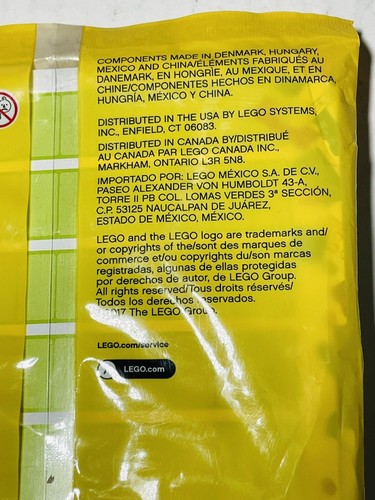 COMPONENTS MADE IN DENMARK, HUNGARY,
MEXICO AND CHINA/ÉLÉMENTS FABRIQUÉS AU
DANEMARK, EN HONGRIE, AU MEXIQUE, ET EN
CHINE/COMPONENTES HECHOS EN DINAMARCA,
HUNGRÍA, MÉXICO Y CHINA.
DISTRIBUTED IN THE USA BY LEGO SYSTEMS,
INC., ENFIELD, CT 06083.
DISTRIBUTED IN CANADA BY/DISTRIBUÉ
AU CANADA PAR LEGO CANADA INC.,
MARKHAM, ONTARIO L3R 5N8.
IMPORTADO POR: LEGO MÉXICO S.A. DE C.V.,
PASEO ALEXANDER VON HUMBOLDT 43-A,
TORRE II PB COL. LOMAS VERDES 3ª SECCIÓN,
C.P. 53125 NAUCALPAN DE JUÁREZ,
ESTADO DE MÉXICO, MÉXICO.
LEGO and the LEGO logo are trademarks and/
or copyrights of the/sont des marques de
commerce et/ou copyrights du/son marcas
registradas, algunas de ellas protegidas
por derechos de autor, de LEGO Group.
All rights reserved/Tous droits réservés/
Todos los derechos reservados.
©2017 The LEGO Group.
LEGO.com/service
LEGO.com